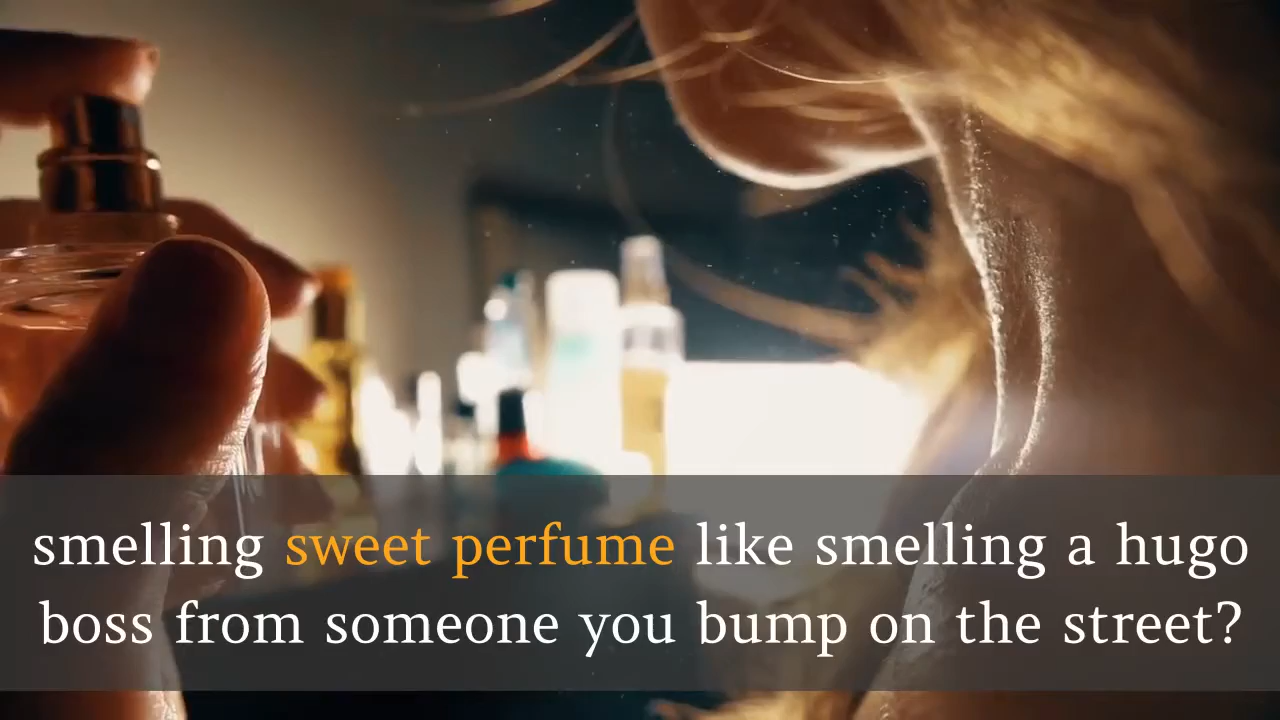 smelling sweet perfume like smelling a hugo
boss from someone you bump on the street?